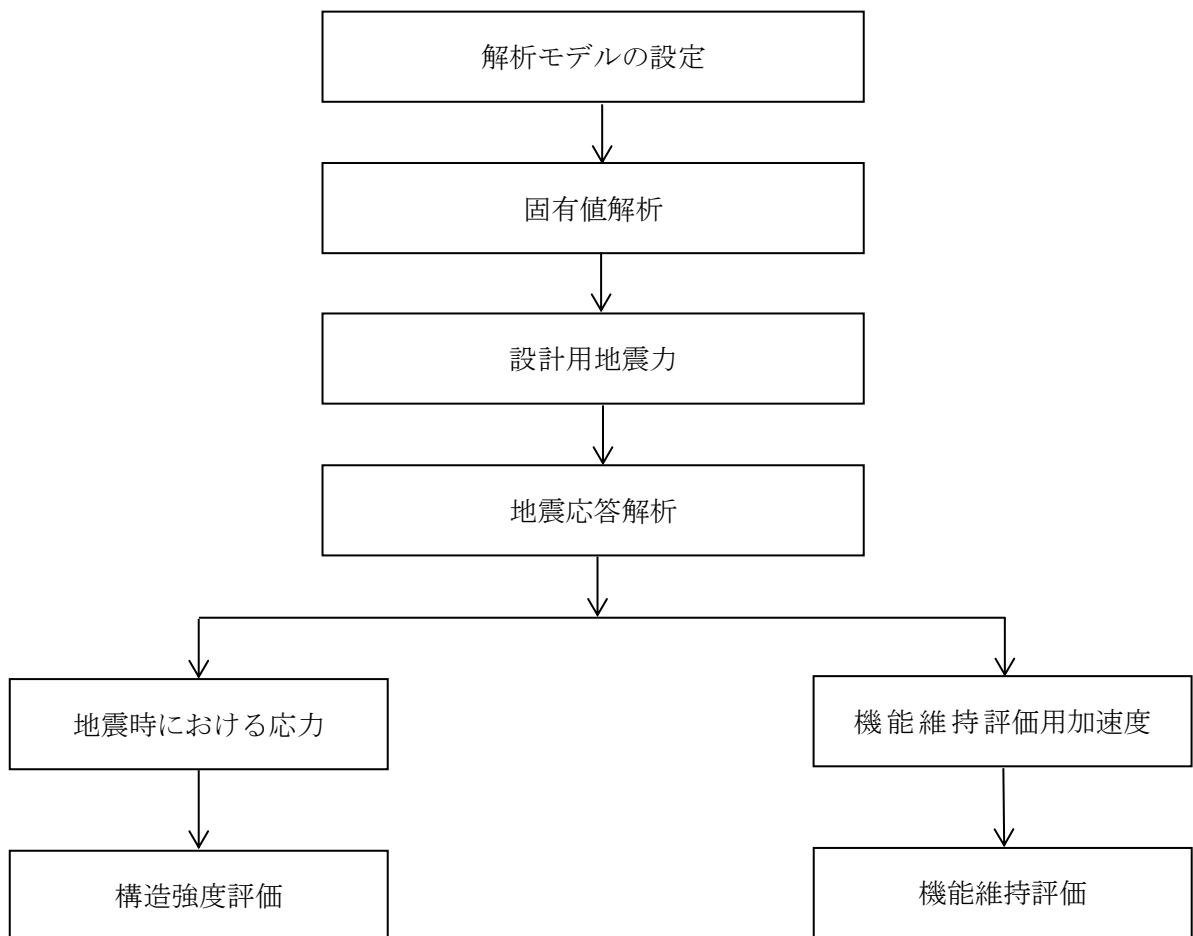 解析モデルの設定
固有値解析
設計用地震力
地震応答解析
地震時における応力
機能維持評価用加速度
構造強度評価
機能維持評価